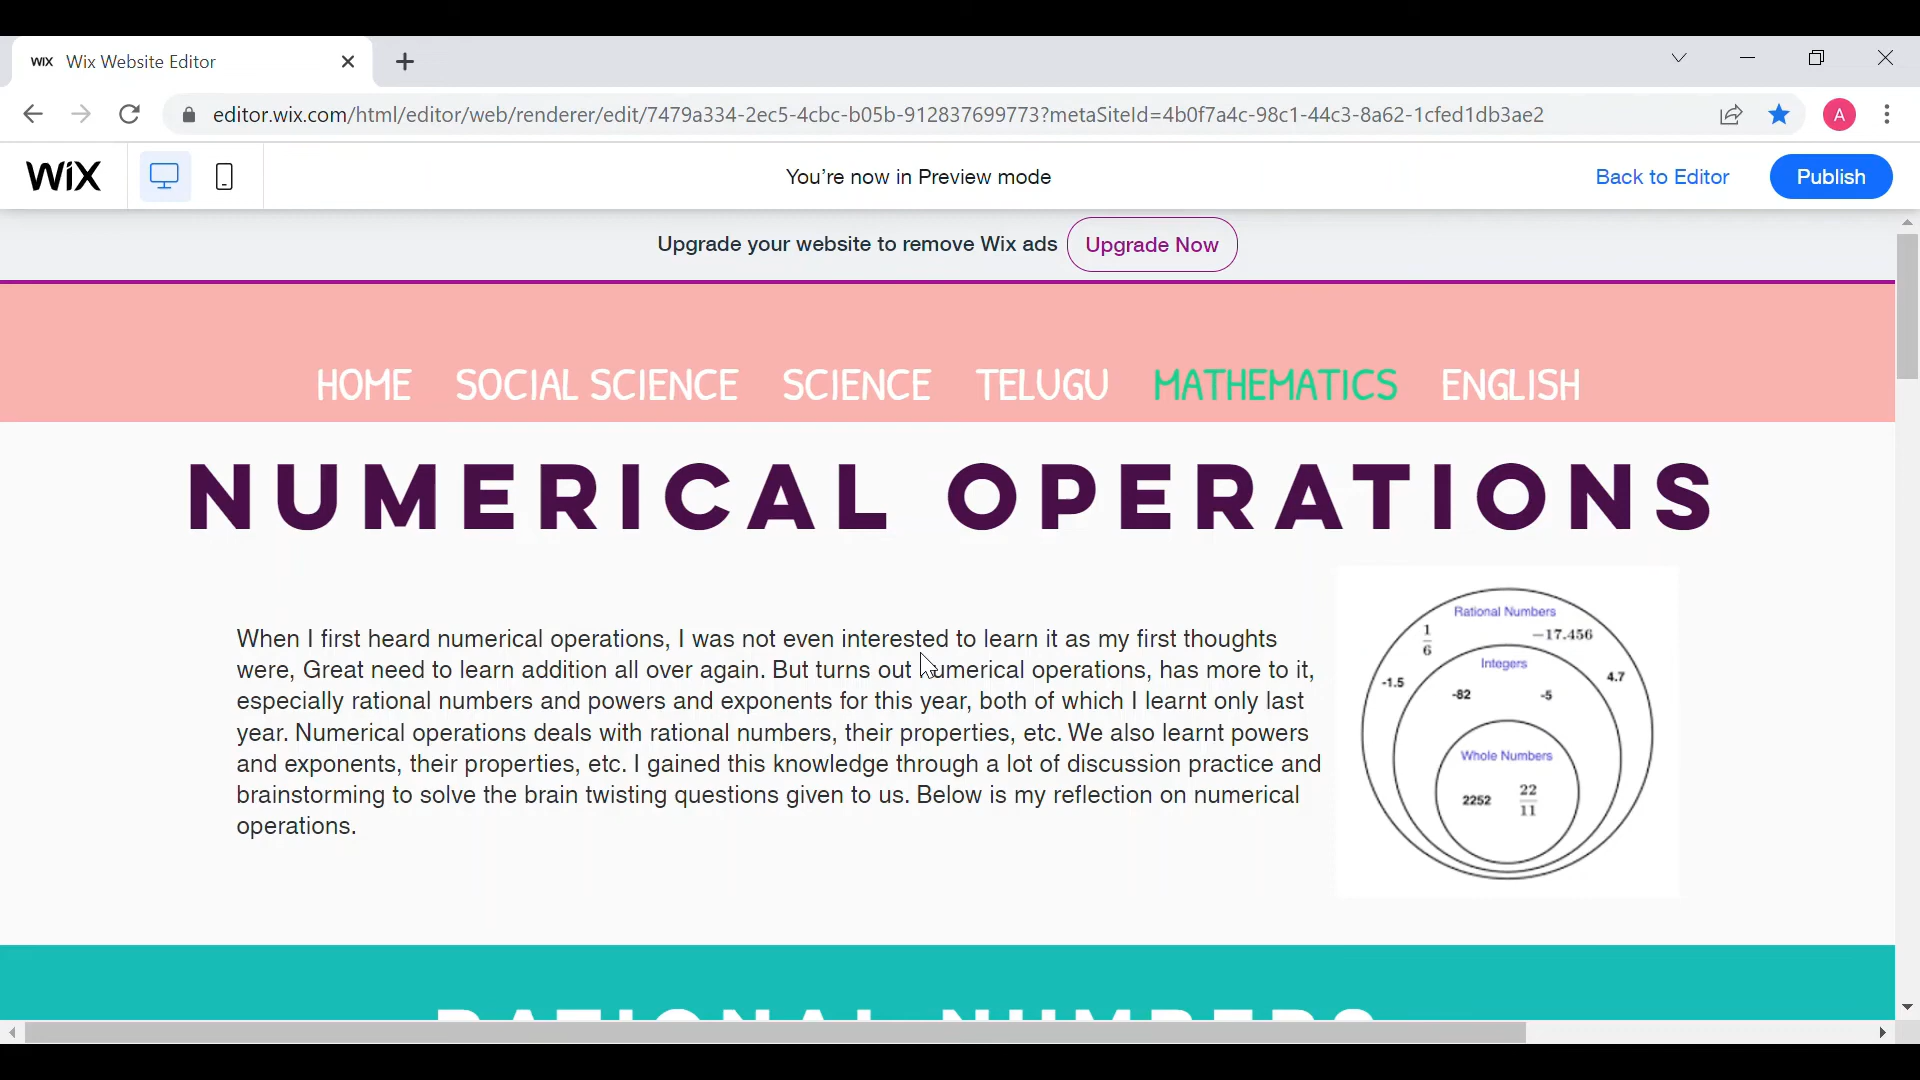 WIX Wix Website Editor
editor.wix.com/html/editor/web/renderer/edit/7479a334-2ec5-4cbc-b05b-912837699773?metaSiteId=4b0f7a4c-98c1-44c3-8a62-1cfed1db3ae2
A
WiX
You're now in Preview mode
Back to Editor
Publish
Upgrade your website to remove Wix ads
Upgrade Now
HOME SOCIAL SCIENCE SCIENCE TELUGU MATHEMATICS ENGLISH
NUMERICAL OPERATIONS
When I first heard numerical operations, I was not even interested to learn it as my first thoughts
were, Great need to learn addition all over again. But turns out numerical operations, has more to it,
especially rational numbers and powers and exponents for this year, both of which I learnt only last
year. Numerical operations deals with rational numbers, their properties, etc. We also learnt powers
and exponents, their properties, etc. I gained this knowledge through a lot of discussion practice and
brainstorming to solve the brain twisting questions given to us. Below is my reflection on numerical
operations.
Rational Numbers
1
6
-17.456
Integers
-1.5
-82
-5
4.7
Whole Numbers
2252
22
11
RATIONAL NUMBERS